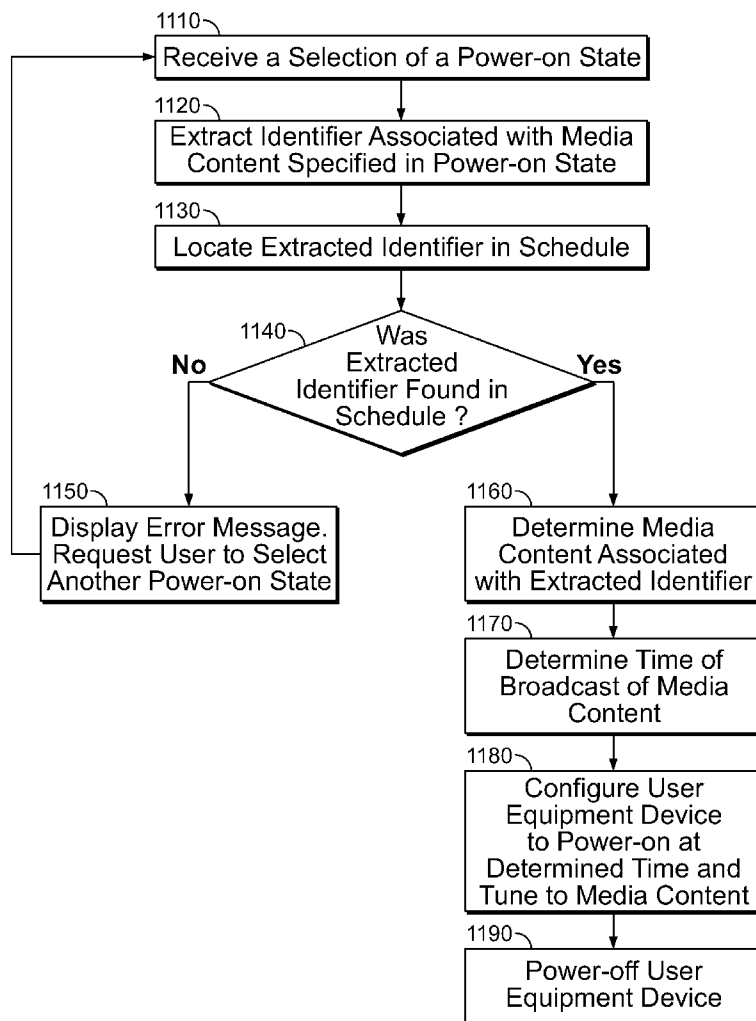 1110
Receive a Selection of a Power-on State
1120
Extract Identifier Associated with Media
Content Specified in Power-on State
1130
Locate Extracted Identifier in Schedule
1140
Was
Extracted
Identifier Found in
Schedule ?
No
Yes
1150
Display Error Message.
Request User to Select
Another Power-on State
1160
Determine Media
Content Associated
with Extracted Identifier
1170
Determine Time of
Broadcast of Media
Content
1180
Configure User
Equipment Device
to Power-on at
Determined Time and
Tune to Media Content
1190
Power-off User
Equipment Device